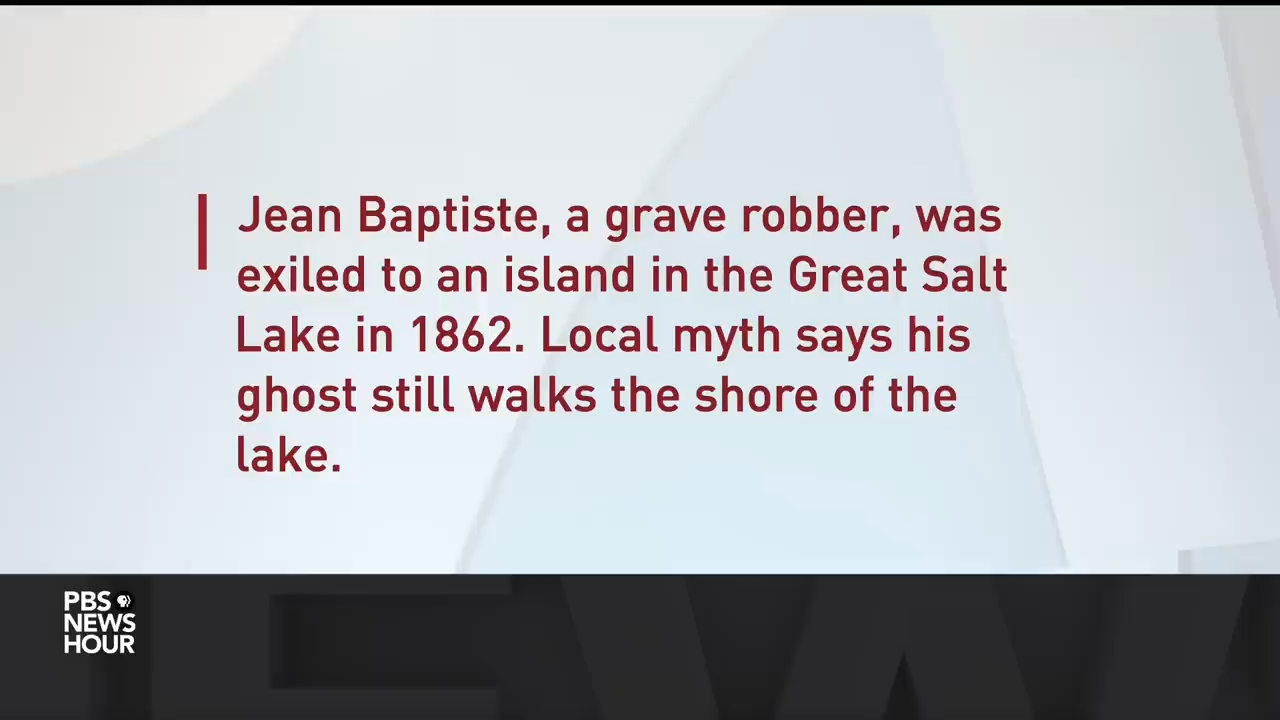 Jean Baptiste, a grave robber, was
exiled to an island in the Great Salt
Lake in 1862. Local myth says his
ghost still walks the shore of the
lake.
PBS
NEWS
HOUR